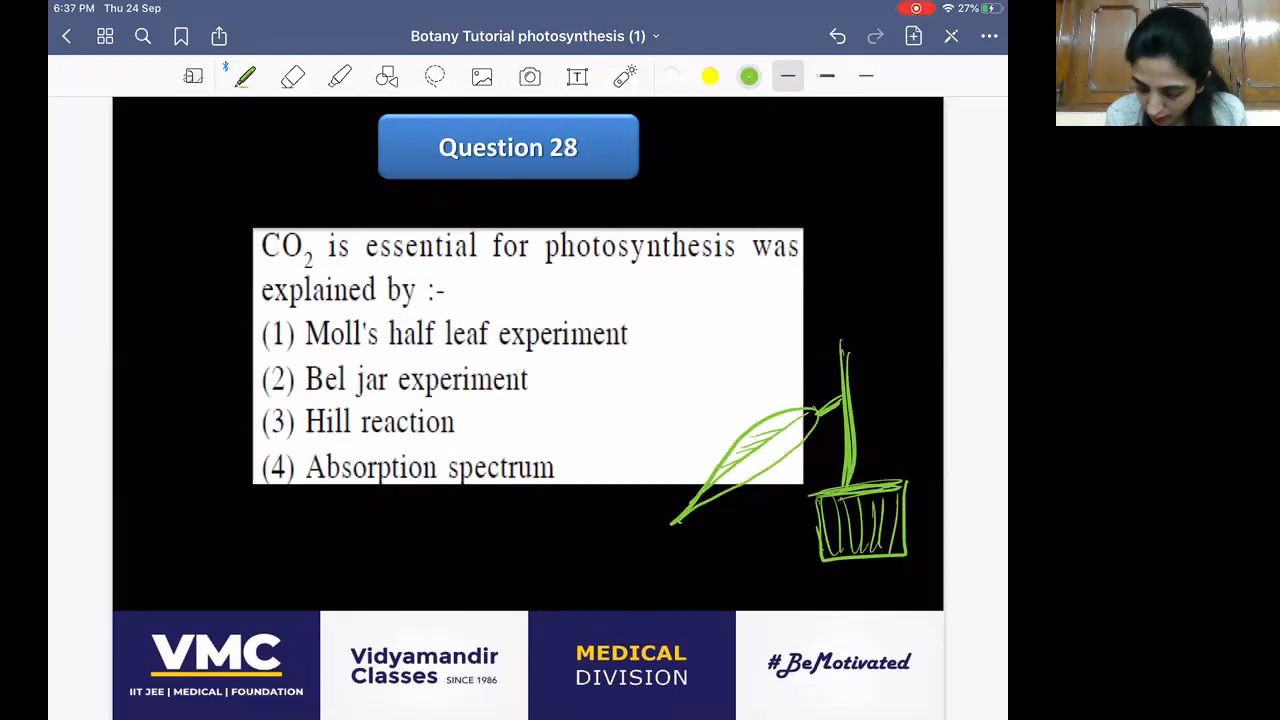 6:37 PM Thu 24 Sep
27%
Botany Tutorial photosynthesis (1)
T
Question 28
CO2 is essential for photosynthesis was
explained by :-
(1) Moll's half leaf experiment
(2) Bel jar experiment
(3) Hill reaction
(4) Absorption spectrum
VMC
IIT JEE | MEDICAL | FOUNDATION
Vidyamandir
Classes SINCE 1986
MEDICAL
DIVISION
#BeMotivated